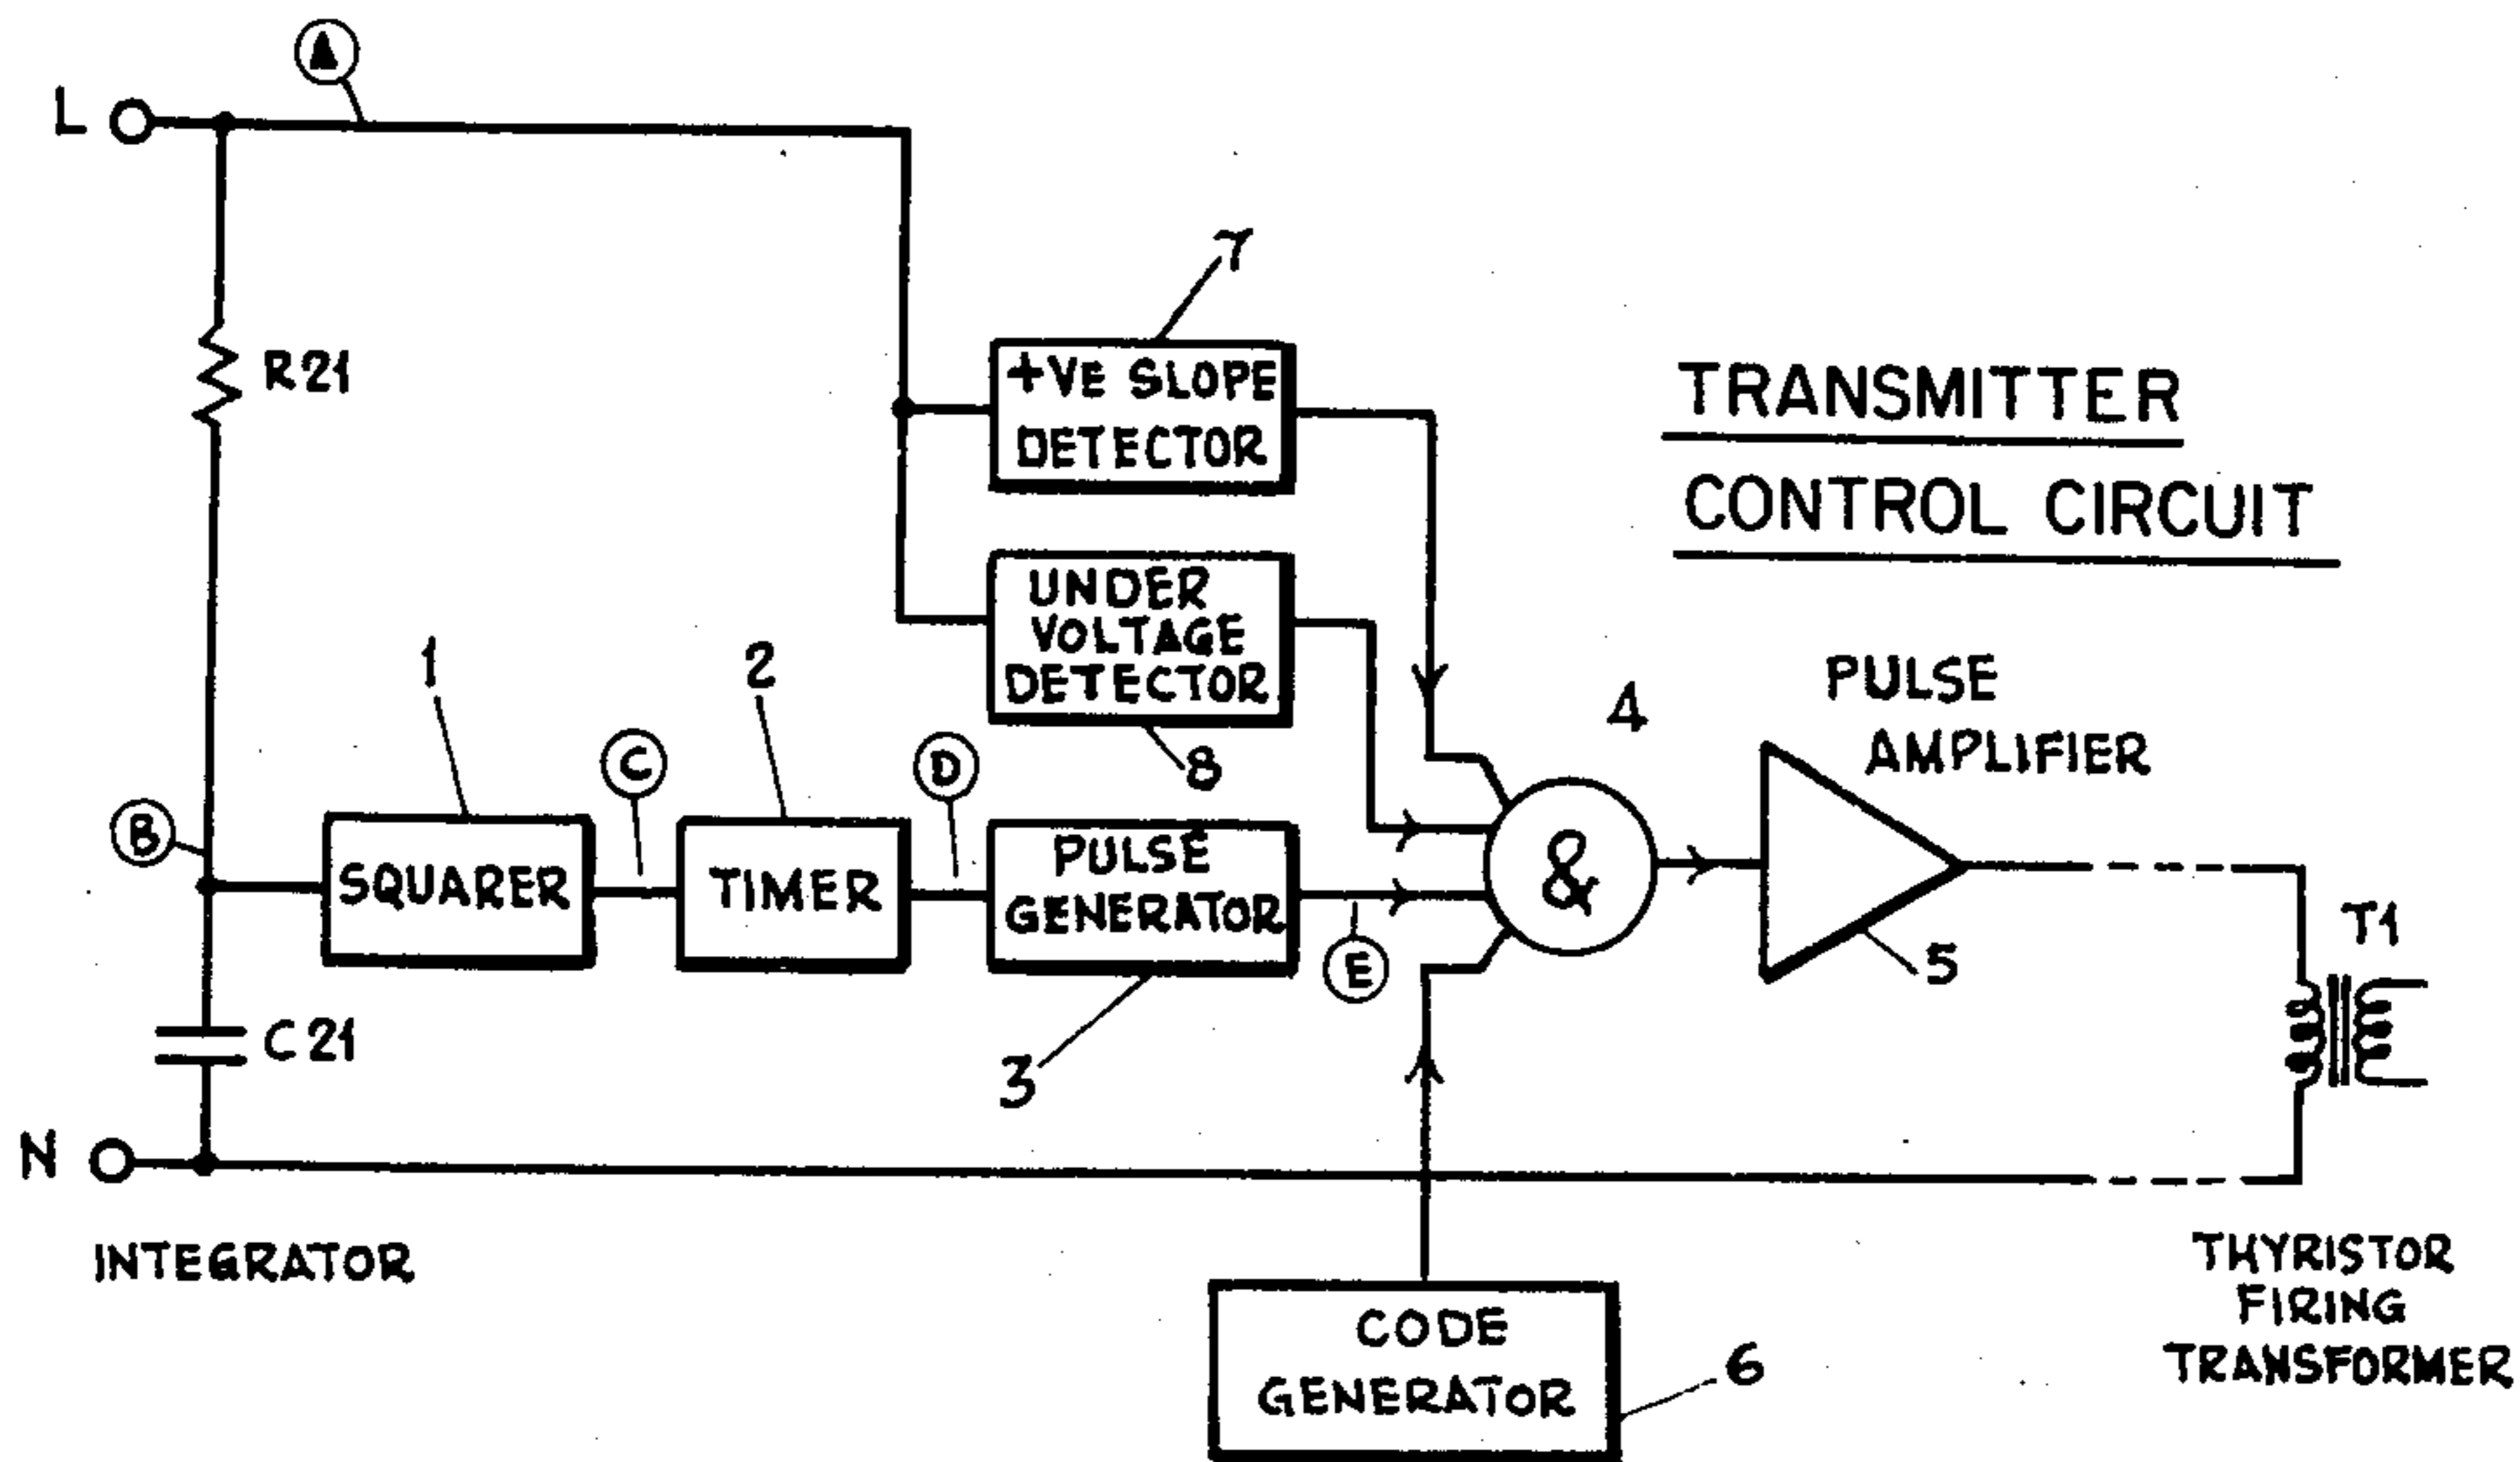 A
L
R21
7
+VE SLOPE
DETECTOR
TRANSMITTER
CONTROL CIRCUIT
UNDER
VOLTAGE
DETECTOR
8
1
2
4
PULSE
AMPLIFIER
B
C
D
SQUARER
TIMER
PULSE
GENERATOR
&
E
5
T1
C21
3
N
INTEGRATOR
THYRISTOR
FIRING
TRANSFORMER
CODE
GENERATOR
6